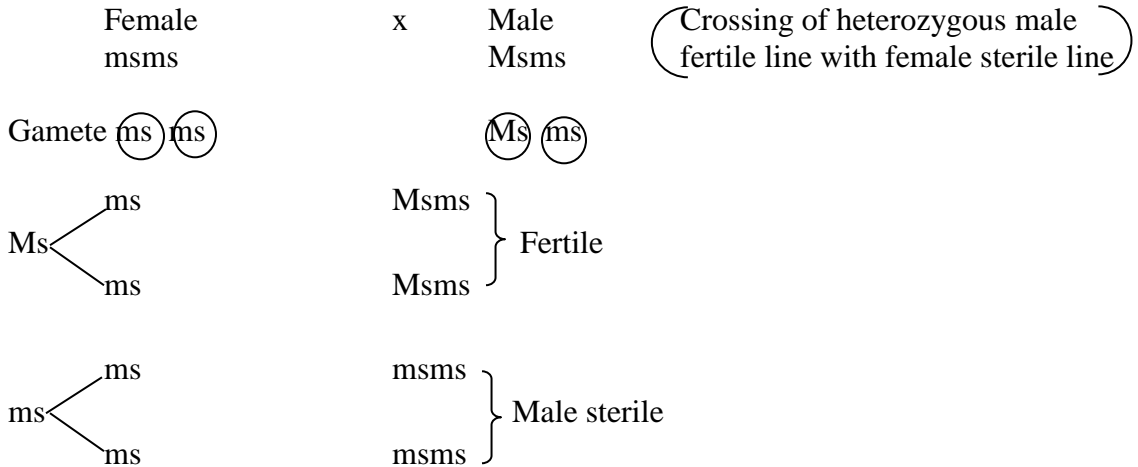 Female x Male Crossing of heterozygous male
msms Msms fertile line with female sterile line
Gamete ms ms Ms ms
ms Msms
Ms Fertile
ms Msms
ms msms
ms Male sterile
ms msms